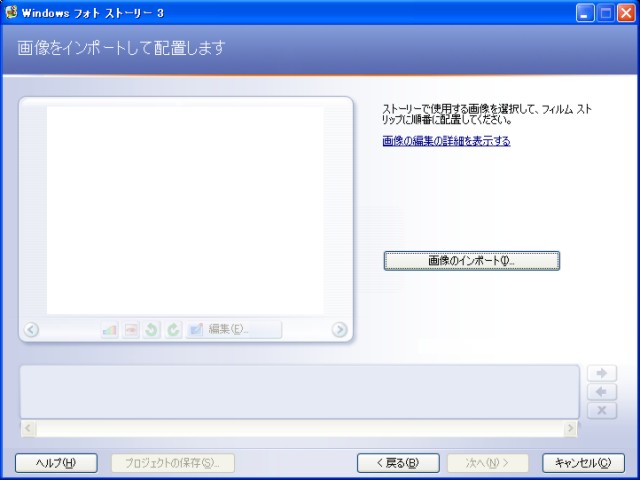 Windows フォト ストーリー 3
画像をインポートして配置します
ストーリーで使用する画像を選択して、フィルム スト
リップに順番に配置してください。
画像の編集の詳細を表示する
画像のインポート(I)...
編集(E)...
ヘルプ(H)
プロジェクトの保存(S)...
< 戻る(B)
次へ(N) >
キャンセル(C)